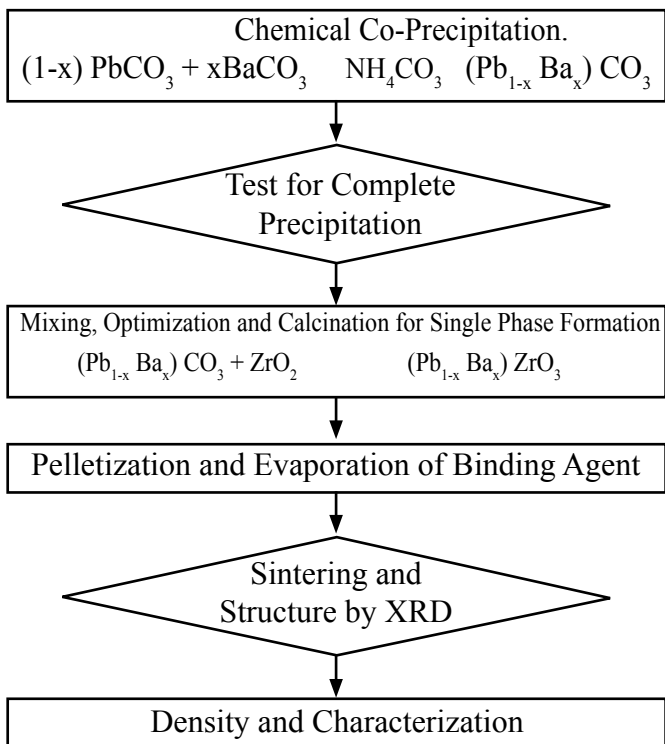 Chemical Co-Precipitation.
(1-x) PbCO₃ + xBaCO₃ NH₄CO₃ (Pb₁₋ₓ Baₓ) CO₃
Test for Complete
Precipitation
Mixing, Optimization and Calcination for Single Phase Formation
(Pb₁₋ₓ Baₓ) CO₃ + ZrO₂ (Pb₁₋ₓ Baₓ) ZrO₃
Pelletization and Evaporation of Binding Agent
Sintering and
Structure by XRD
Density and Characterization